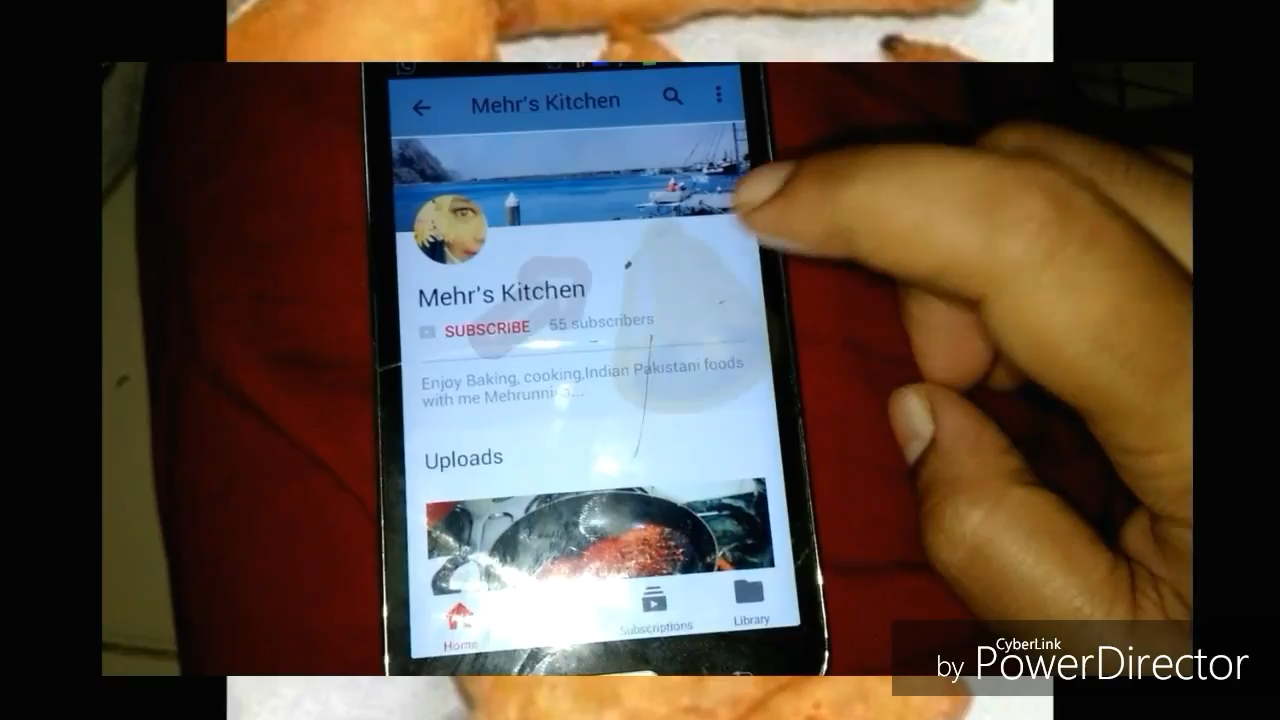 Mehr's Kitchen
Mehr's Kitchen
SUBSCRIBE 55 subscribers
Enjoy Baking, cooking,Indian Pakistani foods
with me
Uploads
Home
Subscriptions
Library
CyberLink
by PowerDirector